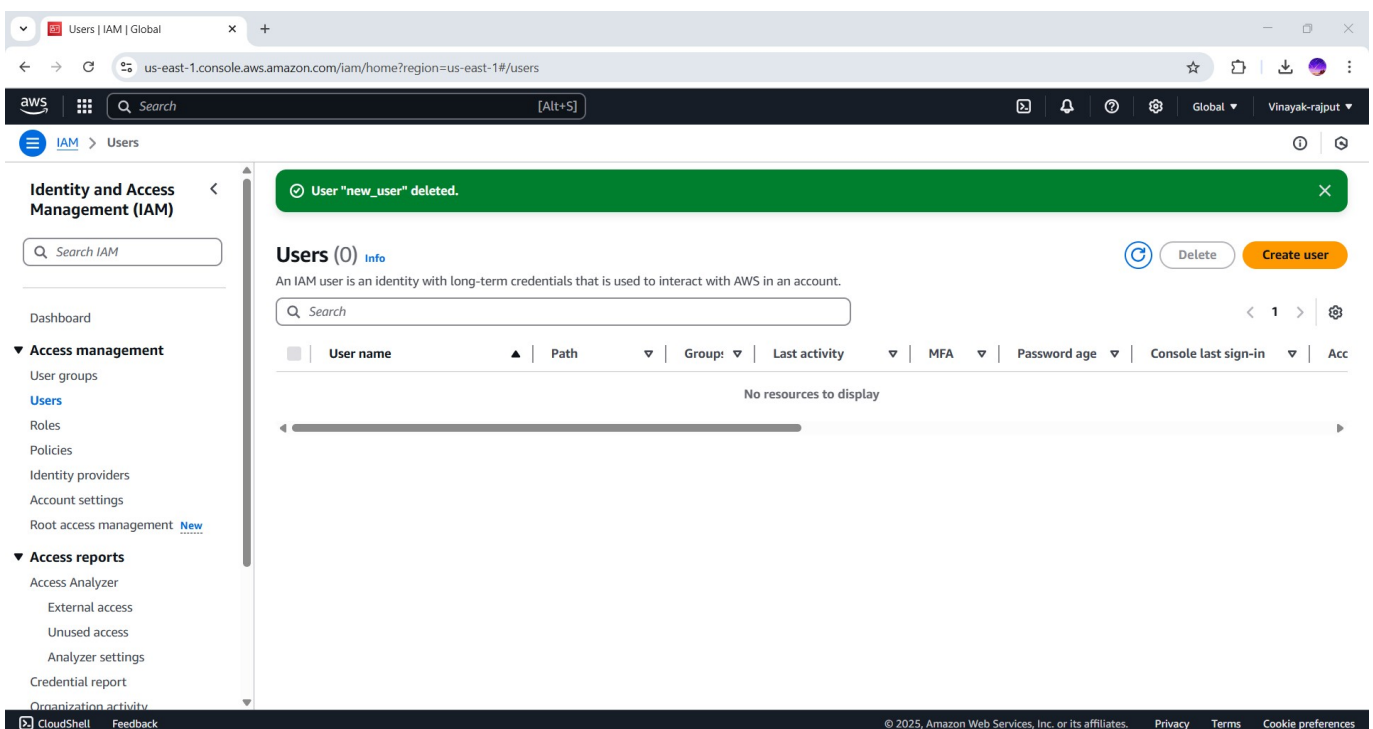 Users | IAM | Global
us-east-1.console.aws.amazon.com/iam/home?region=us-east-1#/users
aws Search [Alt+S] Global Vinayak-rajput
IAM > Users
Identity and Access Management (IAM)
Search IAM
Dashboard
Access management
User groups
Users
Roles
Policies
Identity providers
Account settings
Root access management New
Access reports
Access Analyzer
External access
Unused access
Analyzer settings
Credential report
Organization activity
User "new_user" deleted.
Users (0) Info
Delete Create user
An IAM user is an identity with long-term credentials that is used to interact with AWS in an account.
Search
1
User name Path Groups Last activity MFA Password age Console last sign-in Acc
No resources to display
CloudShell Feedback © 2025, Amazon Web Services, Inc. or its affiliates. Privacy Terms Cookie preferences